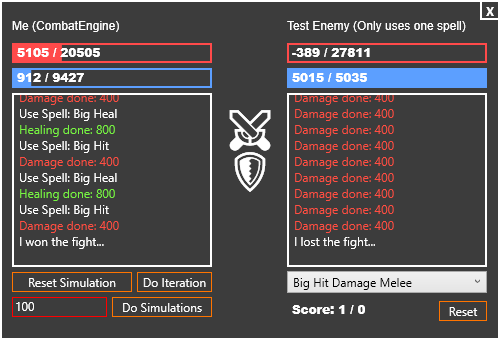 X
Me (CombatEngine)
5105 / 20505
912 / 9427
Damage done: 400
Use Spell: Big Heal
Healing done: 800
Use Spell: Big Hit
Damage done: 400
Use Spell: Big Heal
Healing done: 800
Use Spell: Big Hit
Damage done: 400
I won the fight...
Reset Simulation
Do Iteration
100
Do Simulations
Test Enemy (Only uses one spell)
-389 / 27811
5015 / 5035
Damage done: 400
Damage done: 400
Damage done: 400
Damage done: 400
Damage done: 400
Damage done: 400
Damage done: 400
Damage done: 400
Damage done: 400
I lost the fight...
Big Hit Damage Melee
Score: 1 / 0
Reset